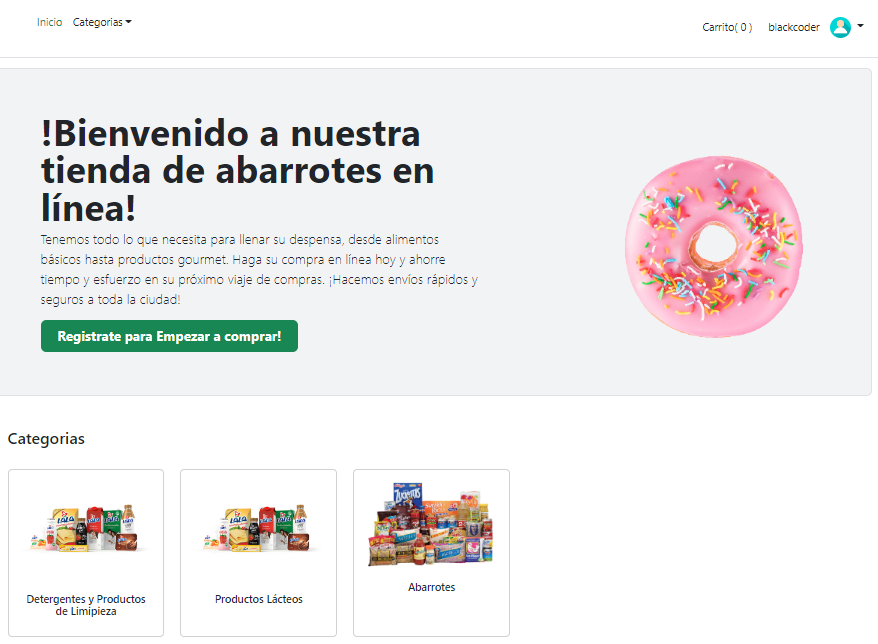 Inicio Categorias Carrito( 0 ) blackcoder
!Bienvenido a nuestra
tienda de abarrotes en
línea!
Tenemos todo lo que necesita para llenar su despensa, desde alimentos
básicos hasta productos gourmet. Haga su compra en línea hoy y ahorre
tiempo y esfuerzo en su próximo viaje de compras. ¡Hacemos envíos rápidos y
seguros a toda la ciudad!
Registrate para Empezar a comprar!
Categorias
LALA
LALA
Zucaritas
Detergentes y Productos
de Limipieza
Productos Lácteos
Abarrotes